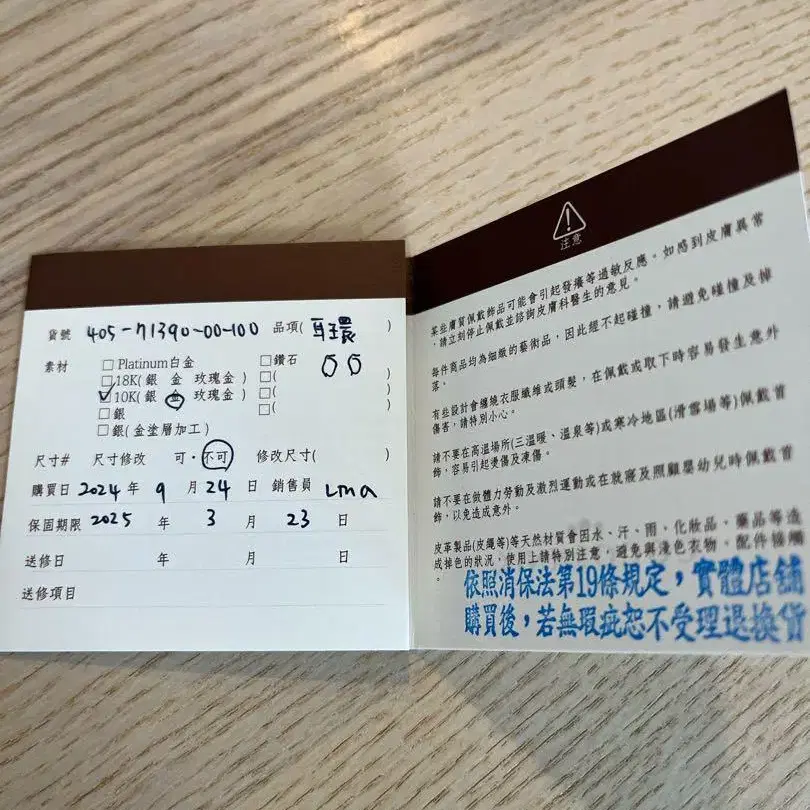 貨號 405-71390-00-100 品項(耳環)
素材 □Platinum白金 □鑽石
□18K(銀 金 玫瑰金) □( )
☑10K(銀 金 玫瑰金) □( )
□銀 □(
□銀(金塗層加工)
尺寸# 尺寸修改 可・不可 修改尺寸( )
購買日 2024 年 9 月 24 日 銷售員 Lina
保固期限 2025 年 3 月 23 日
送修日 年 月 日
送修項目
注意
某些膚質佩戴飾品可能會引起發癢等過敏反應。如感到皮膚異常
，請立刻停止佩戴並諮詢皮膚科醫生的意見。
每件商品均為細緻的藝術品，因此經不起碰撞，請避免碰撞及掉
落。
有些設計會纏繞衣服纖維或頭髮，在佩戴或取下時容易發生意外
傷害，請特別小心。
請不要在高溫場所(三溫暖、溫泉等)或寒冷地區(滑雪場等)佩戴首
飾，容易引起燙傷及凍傷。
請不要在做體力勞動及激烈運動或在就寢及照顧嬰幼兒時佩戴首
飾，以免造成意外。
皮革製品(皮繩等)等天然材質會因水、汗、雨、化妝品、藥品等造
成掉色的狀況，使用上請特別注意，避免與淺色衣物、配件接觸
。
依照消保法第19條規定，實體店舖
購買後，若無瑕疵恕不受理退換貨